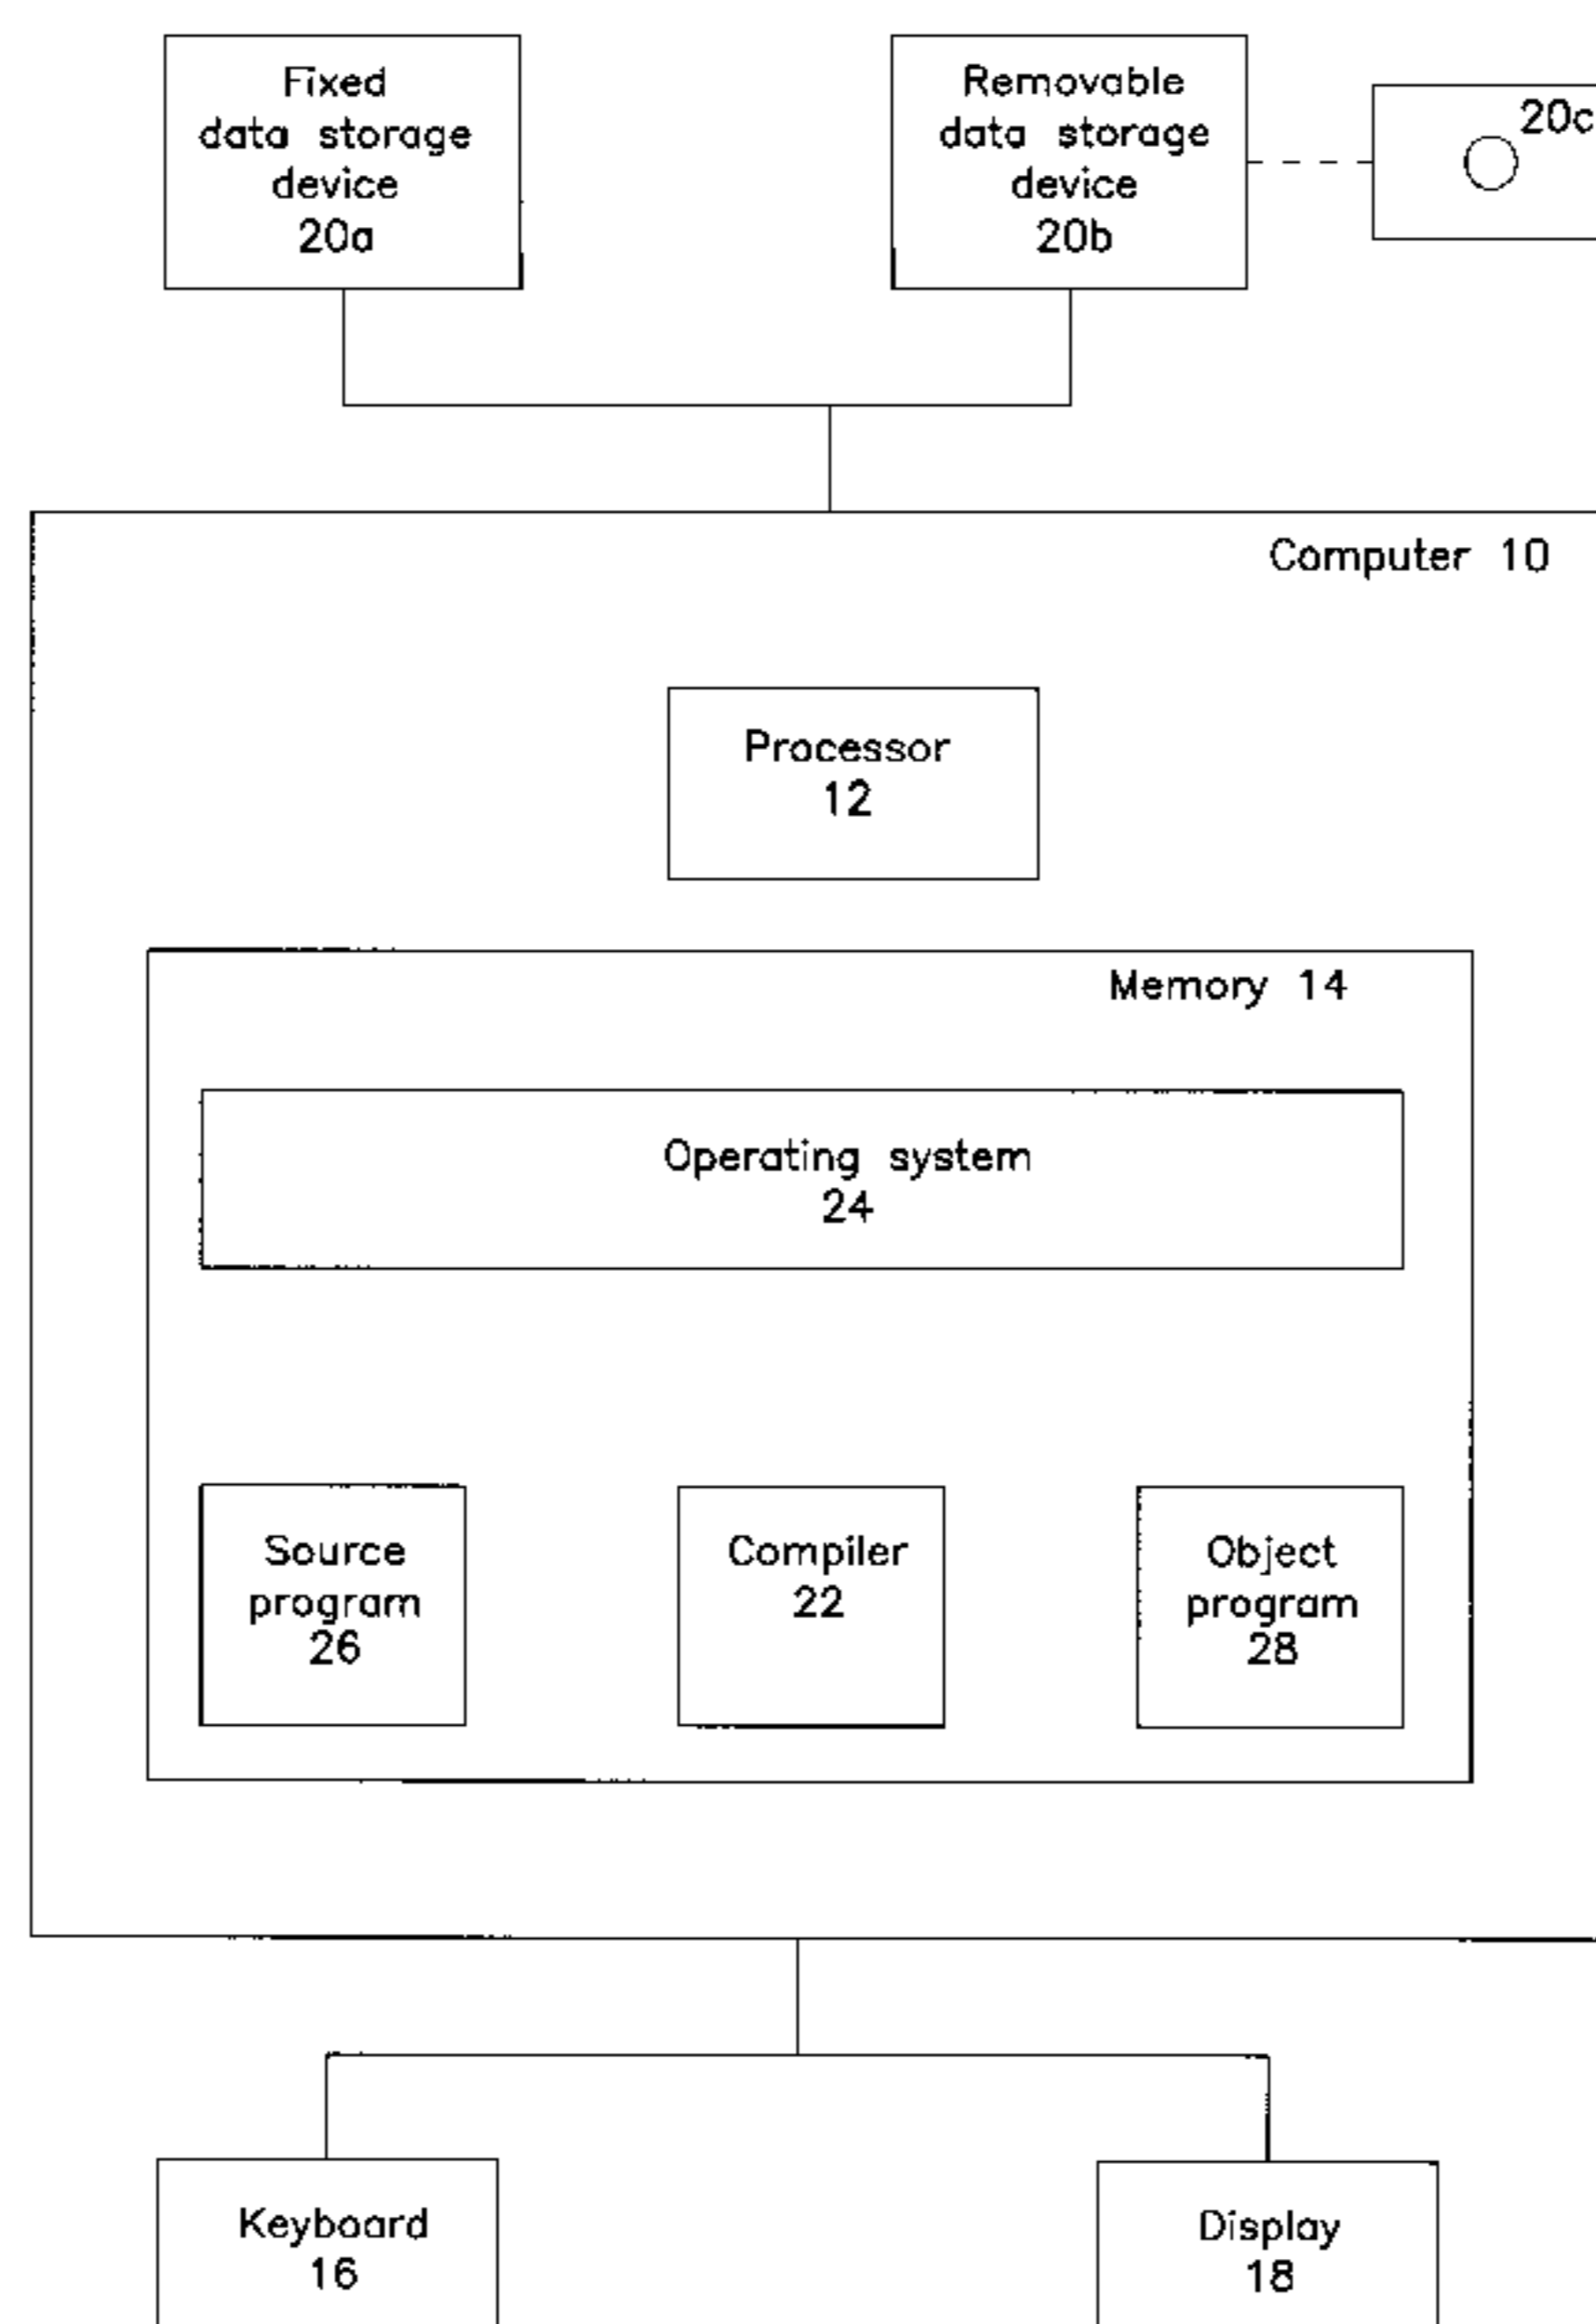 Fixed
data storage
device
20a
Removable
data storage
device
20b
20c
Computer 10
Processor
12
Memory 14
Operating system
24
Source
program
26
Compiler
22
Object
program
28
Keyboard
16
Display
18